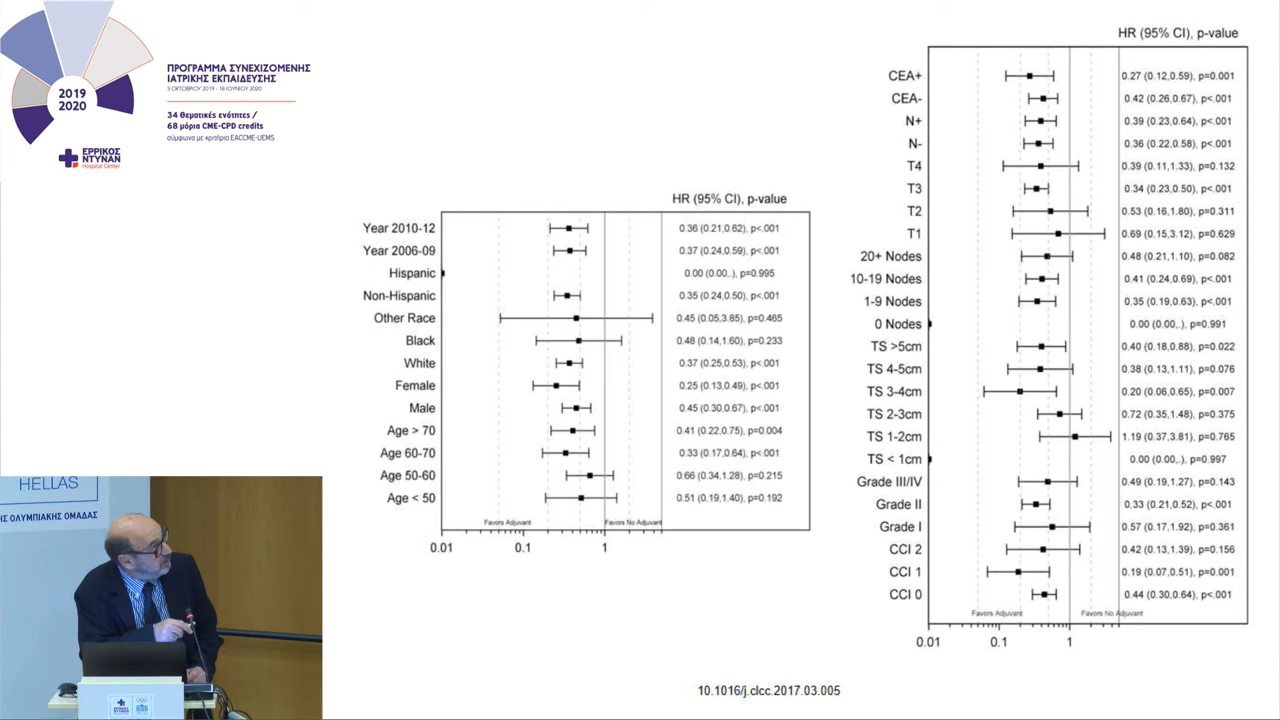 2019
2020
ΠΡΟΓΡΑΜΜΑ ΣΥΝΕΧΙΖΟΜΕΝΗΣ
ΙΑΤΡΙΚΗΣ ΕΚΠΑΙΔΕΥΣΗΣ
3 ΟΚΤΩΒΡΙΟΥ 2019 - 18 ΙΟΥΝΙΟΥ 2020
34 Θεματικές ενότητες /
68 μόρια CME-CPD credits
σύμφωνα με κριτήρια EACCME-UEMS
ΕΡΡΙΚΟΣ
ΝΤΥΝΑΝ
Hospital Center
HR (95% CI), p-value
Year 2010-12 0.36 (0.21,0.62), p<.001
Year 2006-09 0.37 (0.24,0.59), p<.001
Hispanic 0.00 (0.00,.), p=0.995
Non-Hispanic 0.35 (0.24,0.50), p<.001
Other Race 0.45 (0.05,3.85), p=0.465
Black 0.48 (0.14,1.60), p=0.233
White 0.37 (0.25,0.53), p<.001
Female 0.25 (0.13,0.49), p<.001
Male 0.45 (0.30,0.67), p<.001
Age > 70 0.41 (0.22,0.75), p=0.004
Age 60-70 0.33 (0.17,0.64), p<.001
Age 50-60 0.66 (0.34,1.28), p=0.215
Age < 50 0.51 (0.19,1.40), p=0.192
Favors Adjuvant Favors No Adjuvant
0.01 0.1 1
HR (95% CI), p-value
CEA+ 0.27 (0.12,0.59), p=0.001
CEA- 0.42 (0.26,0.67), p<.001
N+ 0.39 (0.23,0.64), p<.001
N- 0.36 (0.22,0.58), p<.001
T4 0.39 (0.11,1.33), p=0.132
T3 0.34 (0.23,0.50), p<.001
T2 0.53 (0.16,1.80), p=0.311
T1 0.69 (0.15,3.12), p=0.629
20+ Nodes 0.48 (0.21,1.10), p=0.082
10-19 Nodes 0.41 (0.24,0.69), p<.001
1-9 Nodes 0.35 (0.19,0.63), p<.001
0 Nodes 0.00 (0.00,.), p=0.991
TS >5cm 0.40 (0.18,0.88), p=0.022
TS 4-5cm 0.38 (0.13,1.11), p=0.076
TS 3-4cm 0.20 (0.06,0.65), p=0.007
TS 2-3cm 0.72 (0.35,1.48), p=0.375
TS 1-2cm 1.19 (0.37,3.81), p=0.765
TS < 1cm 0.00 (0.00,.), p=0.997
Grade III/IV 0.49 (0.19,1.27), p=0.143
Grade II 0.33 (0.21,0.52), p<.001
Grade I 0.57 (0.17,1.92), p=0.361
CCI 2 0.42 (0.13,1.39), p=0.156
CCI 1 0.19 (0.07,0.51), p=0.001
CCI 0 0.44 (0.30,0.64), p<.001
Favors Adjuvant Favors No Adjuvant
0.01 0.1 1
HELLAS
ΗΣ ΟΛΥΜΠΙΑΚΗΣ ΟΜΑΔΑΣ
10.1016/j.clcc.2017.03.005